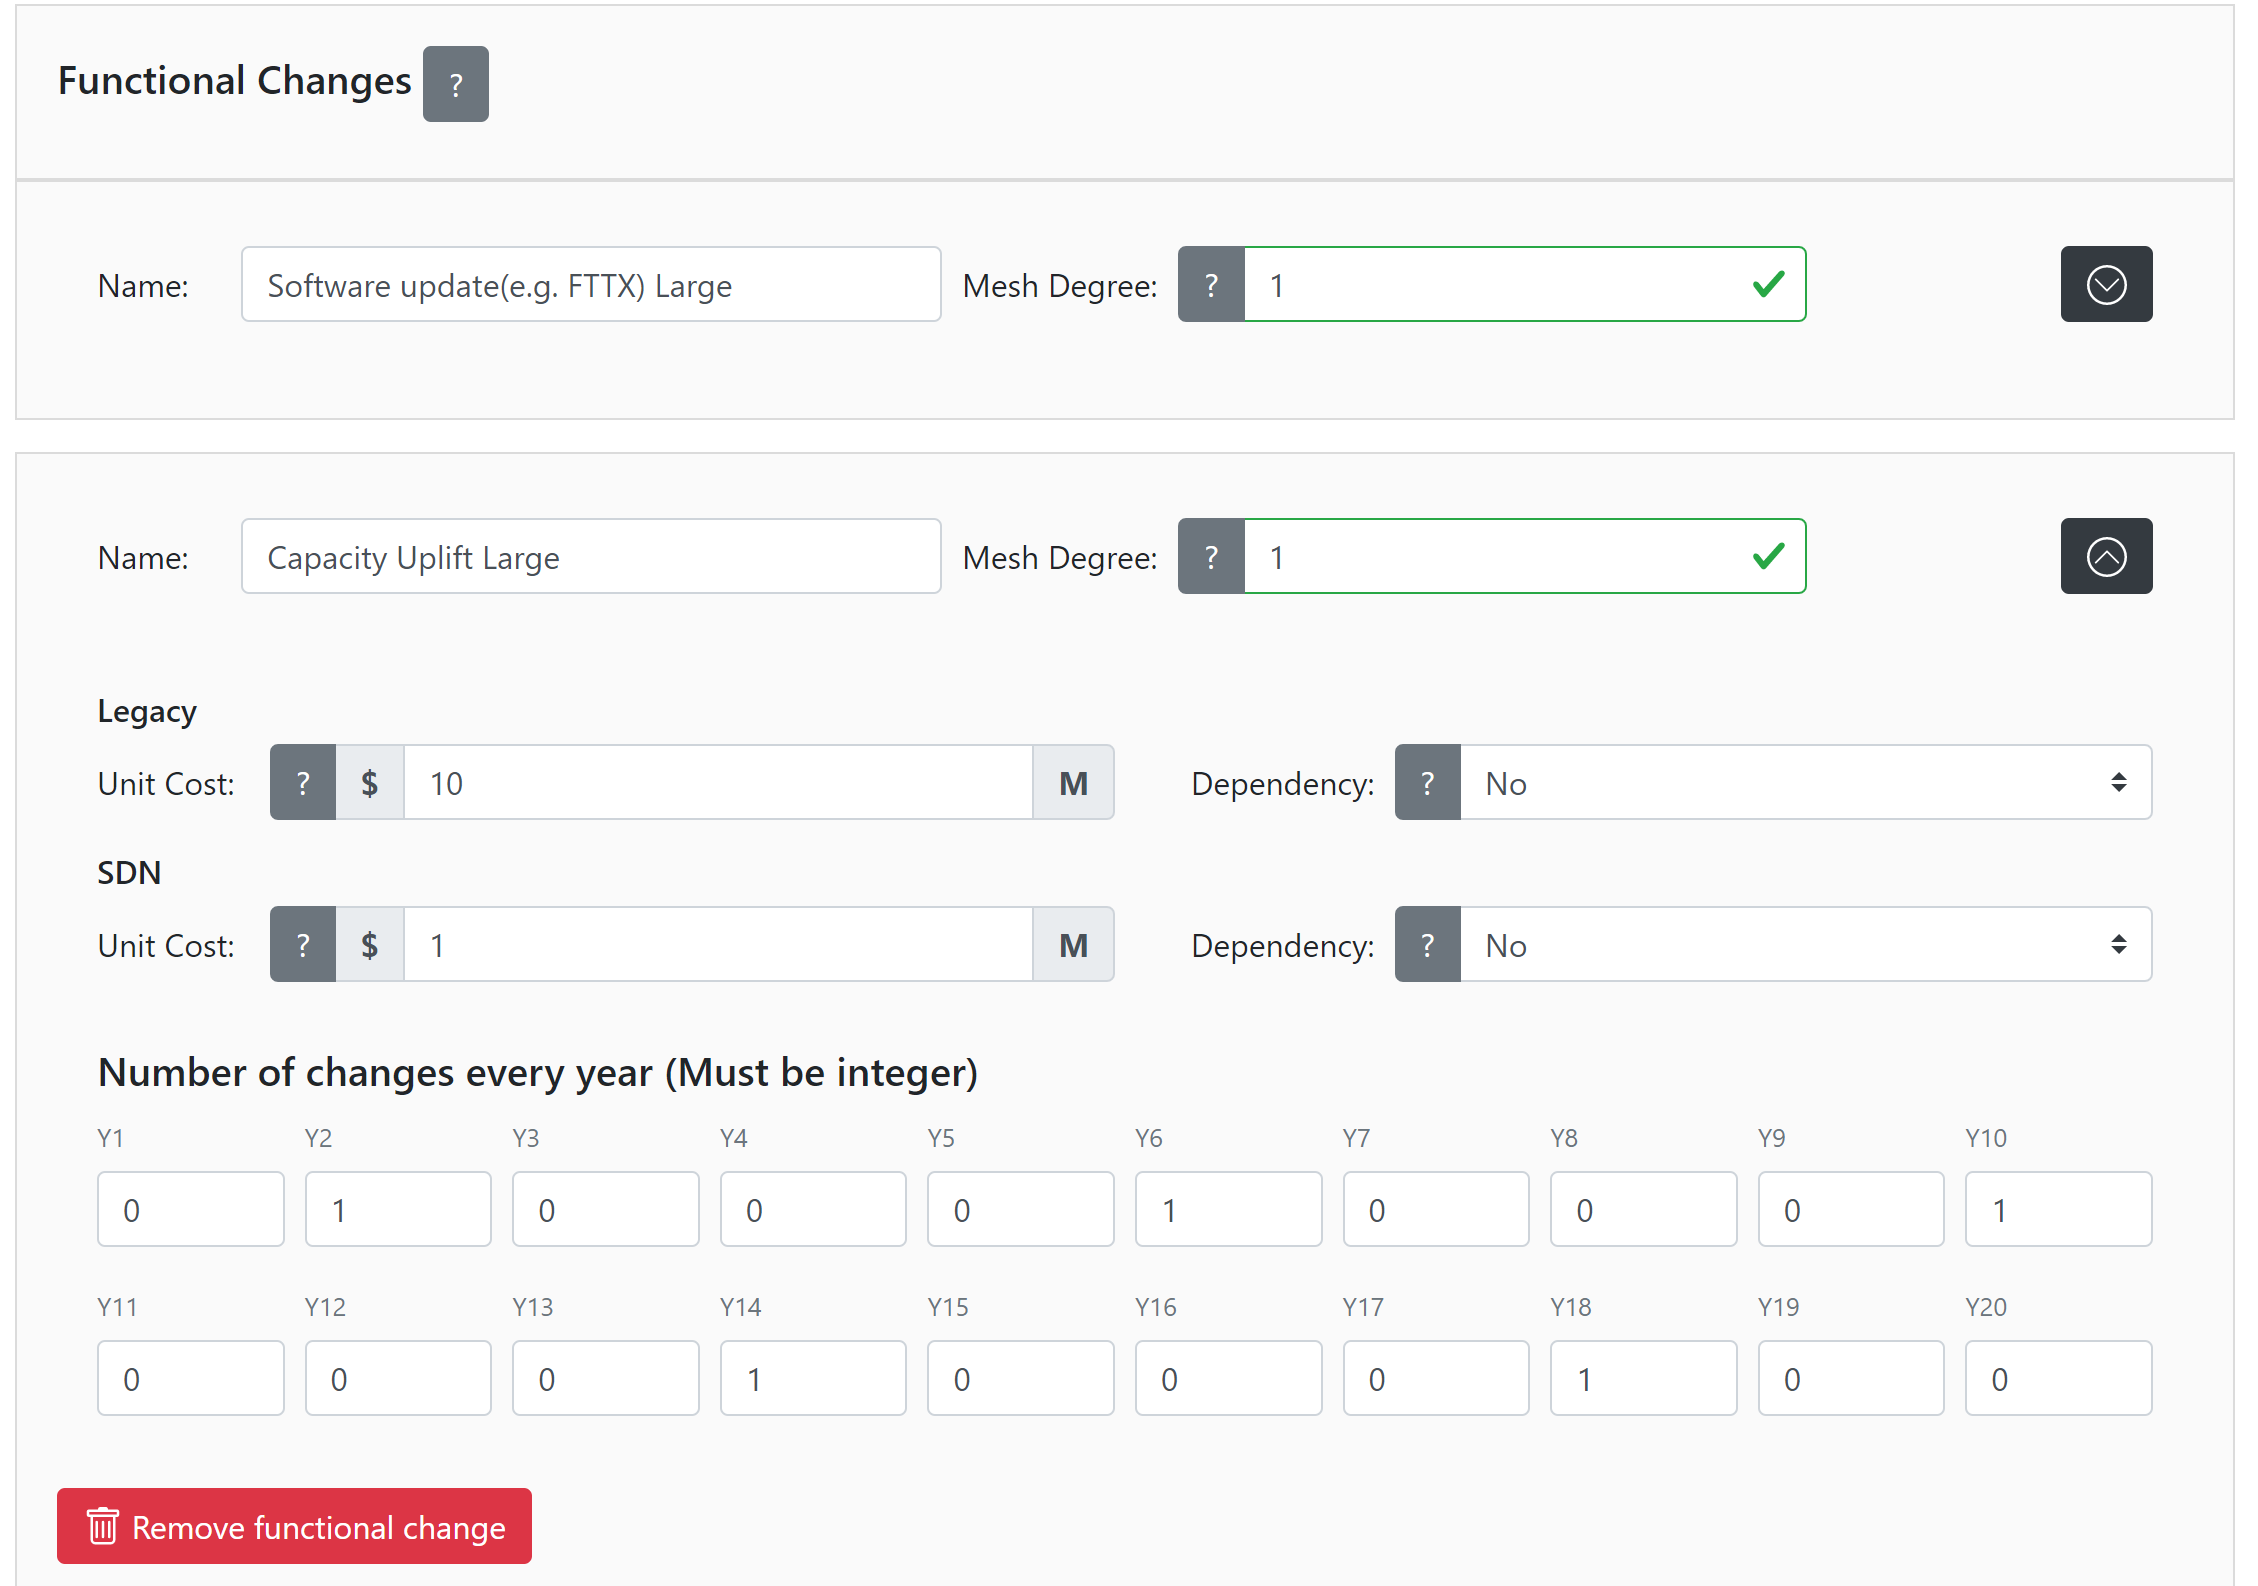 Functional Changes ?
Name: Software update(e.g. FTTX) Large Mesh Degree: ? 1
Name: Capacity Uplift Large Mesh Degree: ? 1
Legacy
Unit Cost: ? $ 10 M Dependency: ? No
SDN
Unit Cost: ? $ 1 M Dependency: ? No
Number of changes every year (Must be integer)
Y1 Y2 Y3 Y4 Y5 Y6 Y7 Y8 Y9 Y10
0 1 0 0 0 1 0 0 0 1
Y11 Y12 Y13 Y14 Y15 Y16 Y17 Y18 Y19 Y20
0 0 0 1 0 0 0 1 0 0
Remove functional change